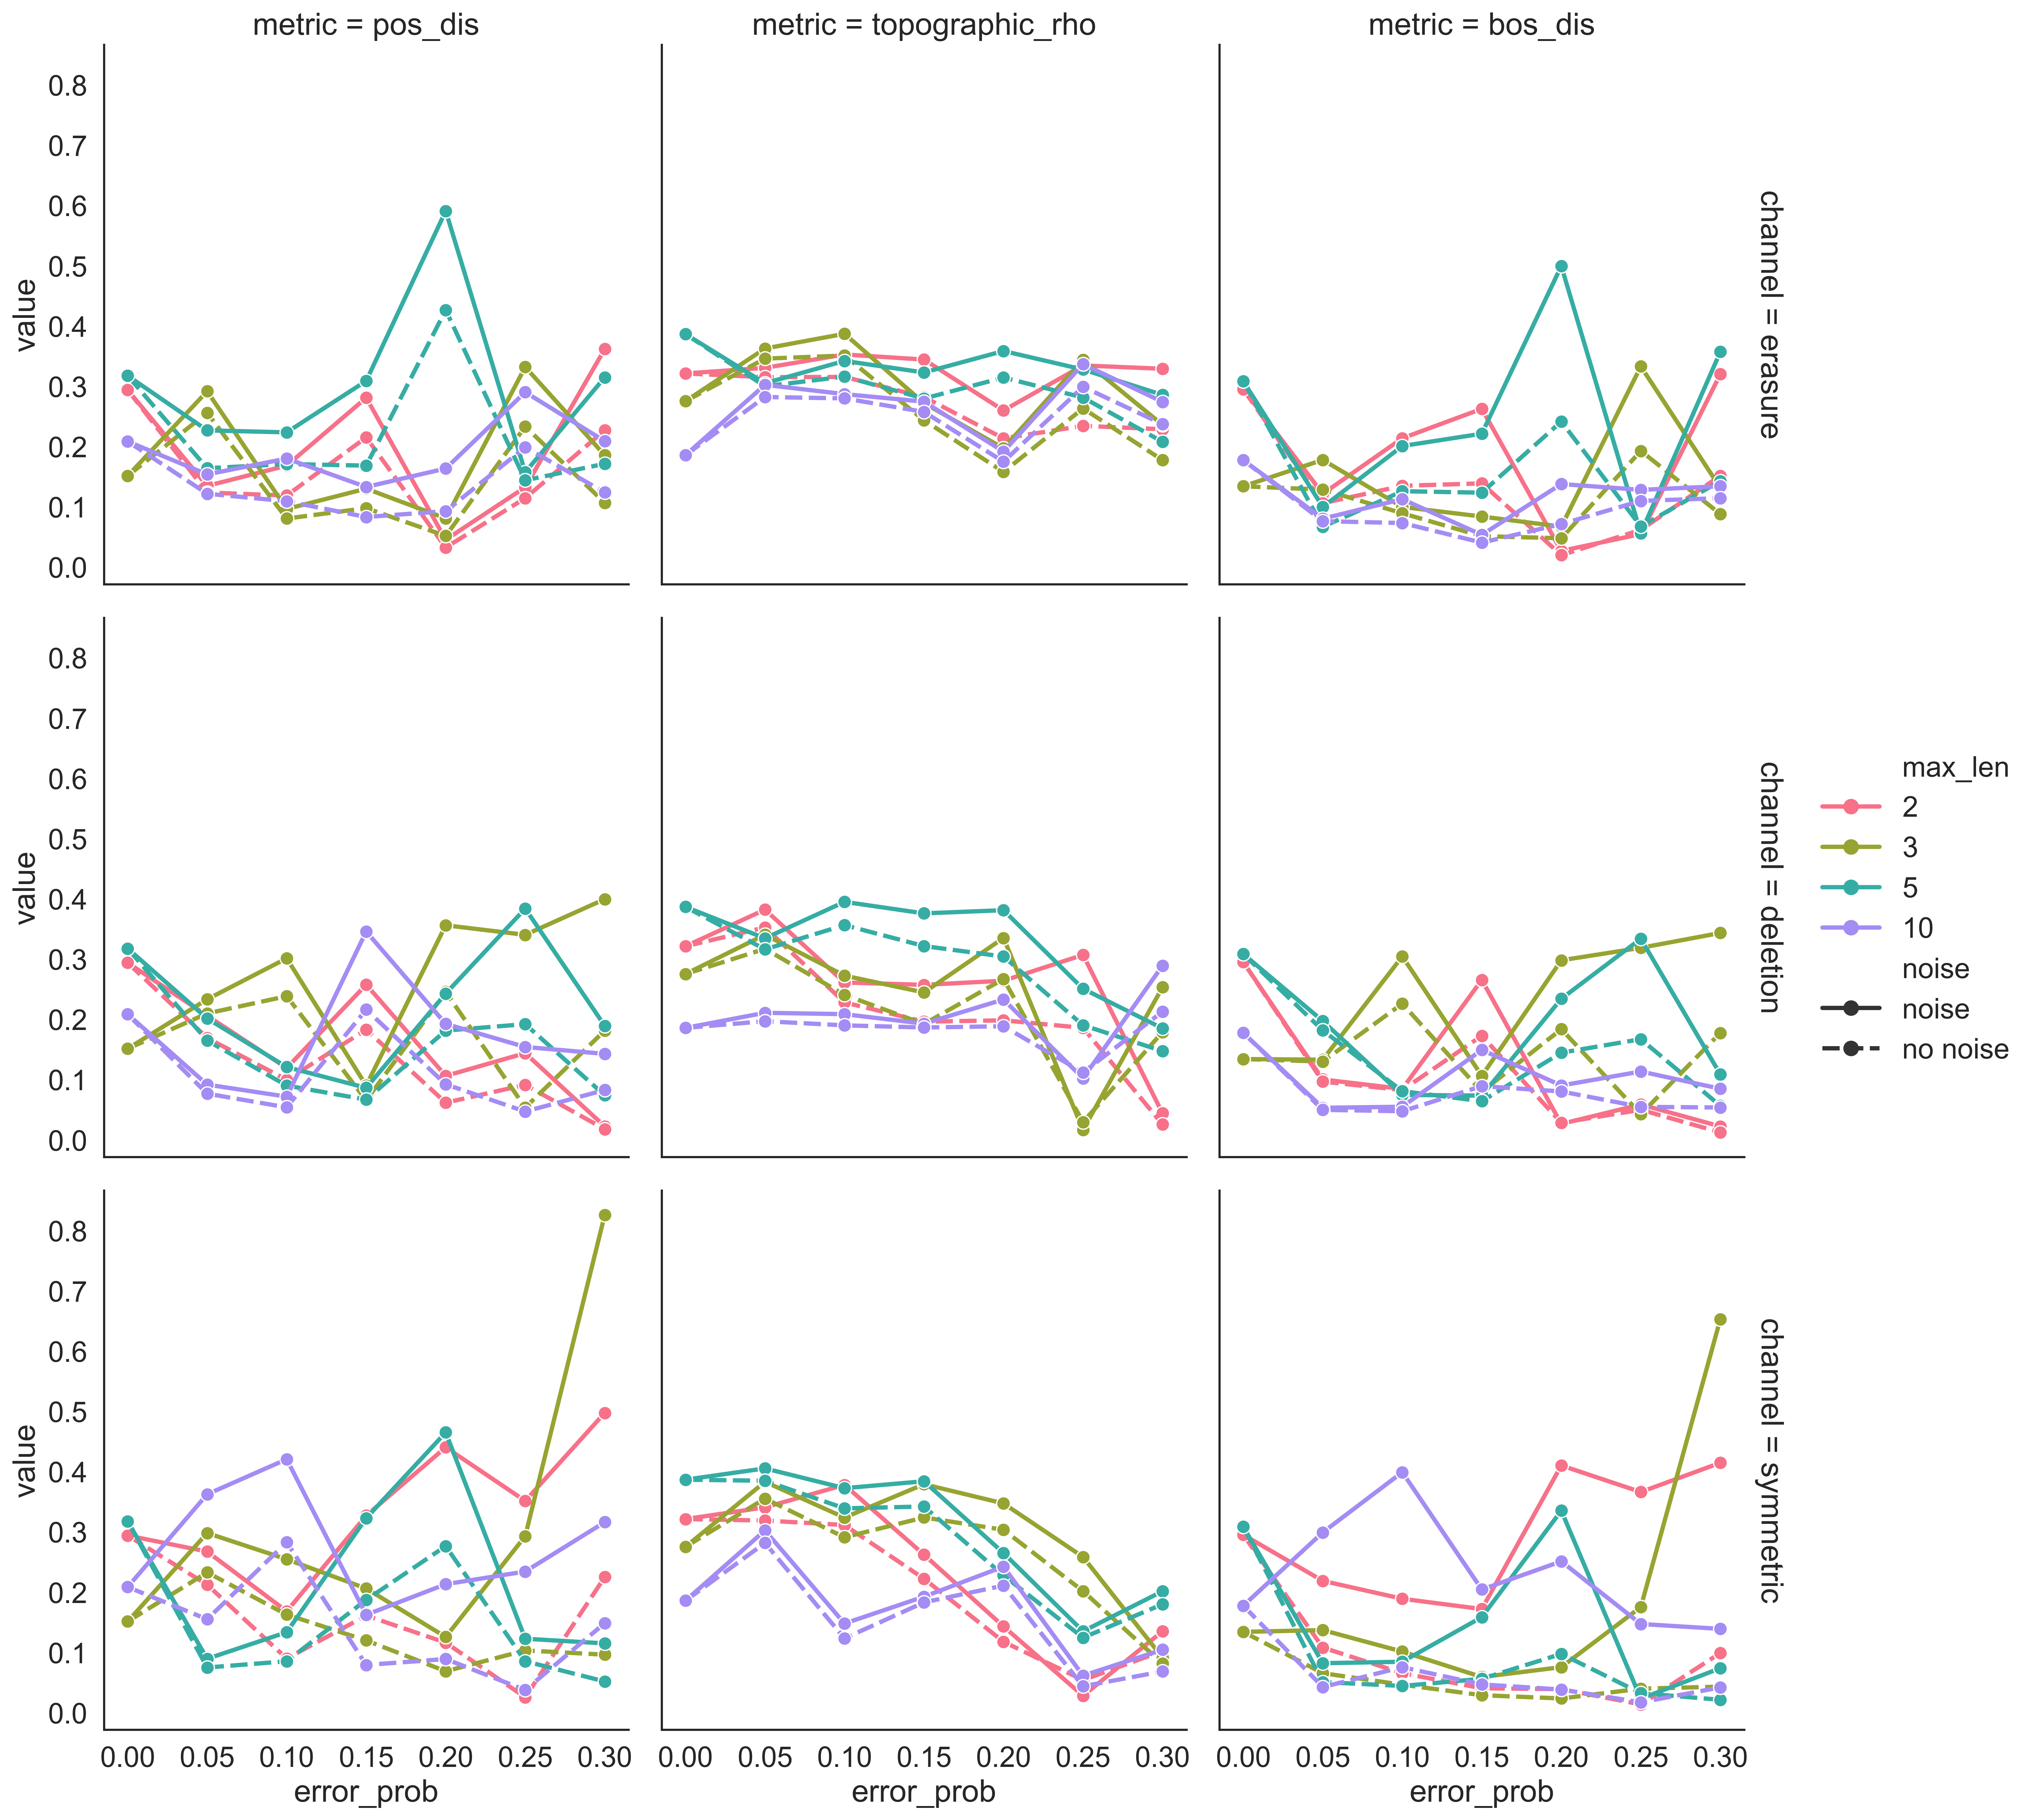 metric = pos_dis
metric = topographic_rho
metric = bos_dis
0.8
0.7
0.6
0.5
0.4
0.3
0.2
0.1
0.0
value
channel = erasure
0.8
0.7
0.6
0.5
0.4
0.3
0.2
0.1
0.0
value
channel = deletion
max_len
2
3
5
10
noise
noise
no noise
0.8
0.7
0.6
0.5
0.4
0.3
0.2
0.1
0.0
value
channel = symmetric
0.00 0.05 0.10 0.15 0.20 0.25 0.30
0.00 0.05 0.10 0.15 0.20 0.25 0.30
0.00 0.05 0.10 0.15 0.20 0.25 0.30
error_prob
error_prob
error_prob